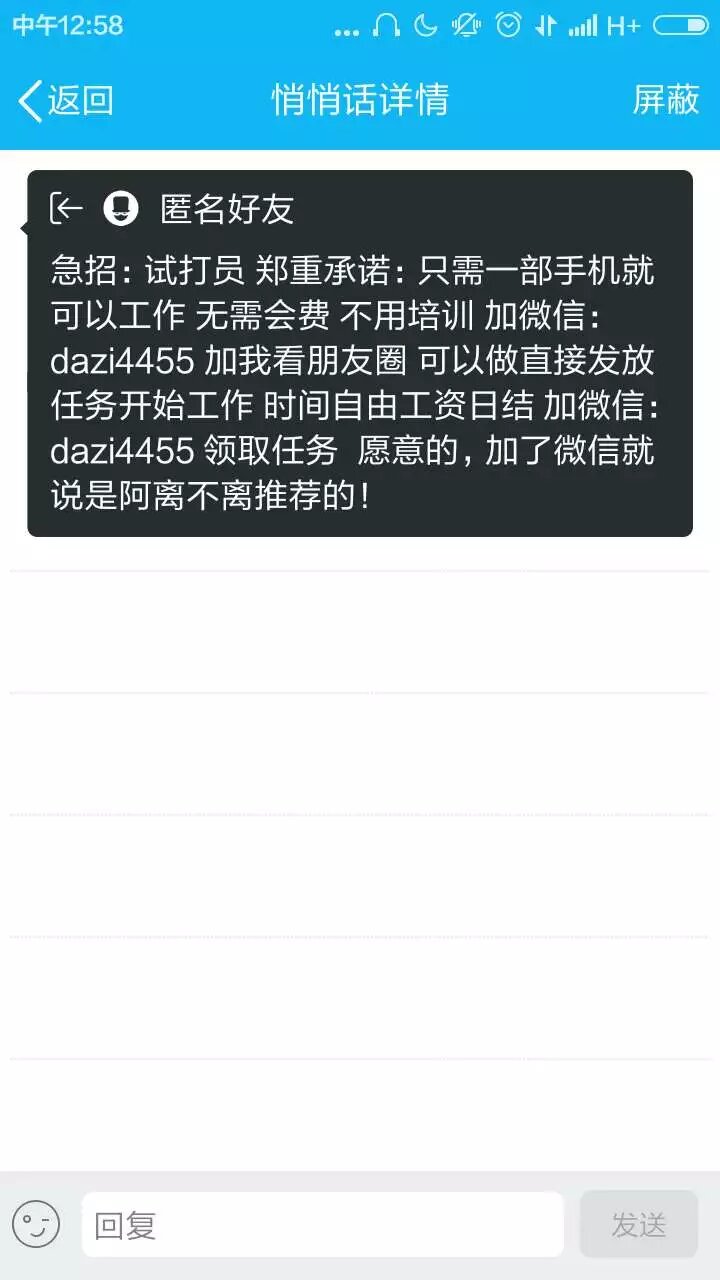 中午12:58
... H+
返回 悄悄话详情 屏蔽
匿名好友
急招：试打员 郑重承诺：只需一部手机就
可以工作 无需会费 不用培训 加微信：
dazi4455 加我看朋友圈 可以做直接发放
任务开始工作 时间自由工资日结 加微信：
dazi4455 领取任务  愿意的，加了微信就
说是阿离不离推荐的！
回复 发送